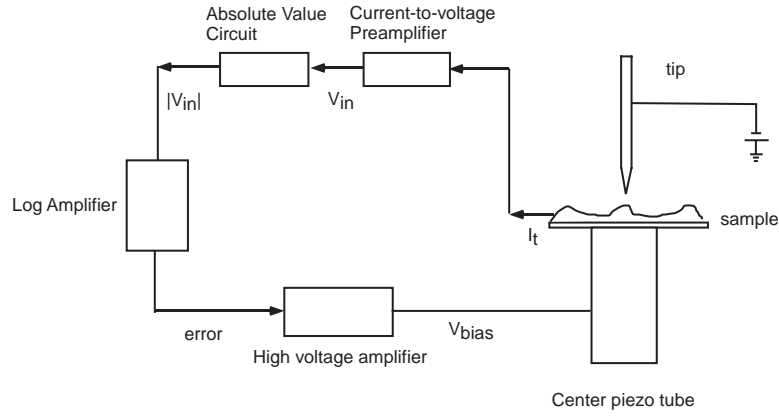 Absolute Value
Circuit
Current-to-voltage
Preamplifier
tip
|Vin|
Vin
Log Amplifier
sample
It
error
Vbias
High voltage amplifier
Center piezo tube